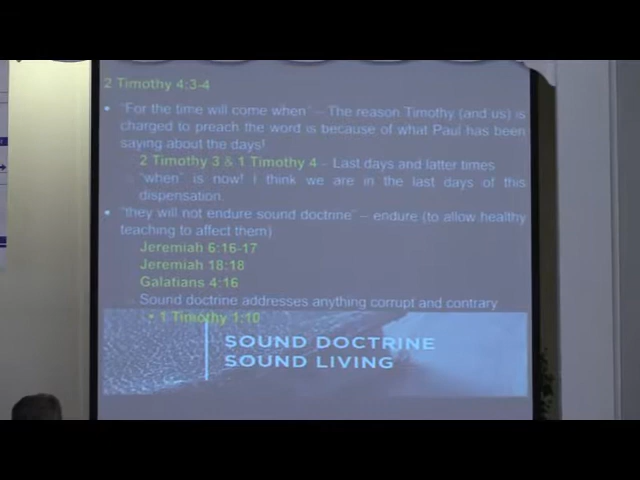 2 Timothy 4:3-4
• "For the time will come when" – The reason Timothy (and us) is
charged to preach the word is because of what Paul has been
saying about the days!
2 Timothy 3 & 1 Timothy 4 – Last days and latter times
"when" is now! I think we are in the last days of this
dispensation.
• "they will not endure sound doctrine" – endure (to allow healthy
teaching to affect them)
Jeremiah 6:16-17
Jeremiah 18:18
Galatians 4:16
Sound doctrine addresses anything corrupt and contrary
• 1 Timothy 1:10
SOUND DOCTRINE
SOUND LIVING